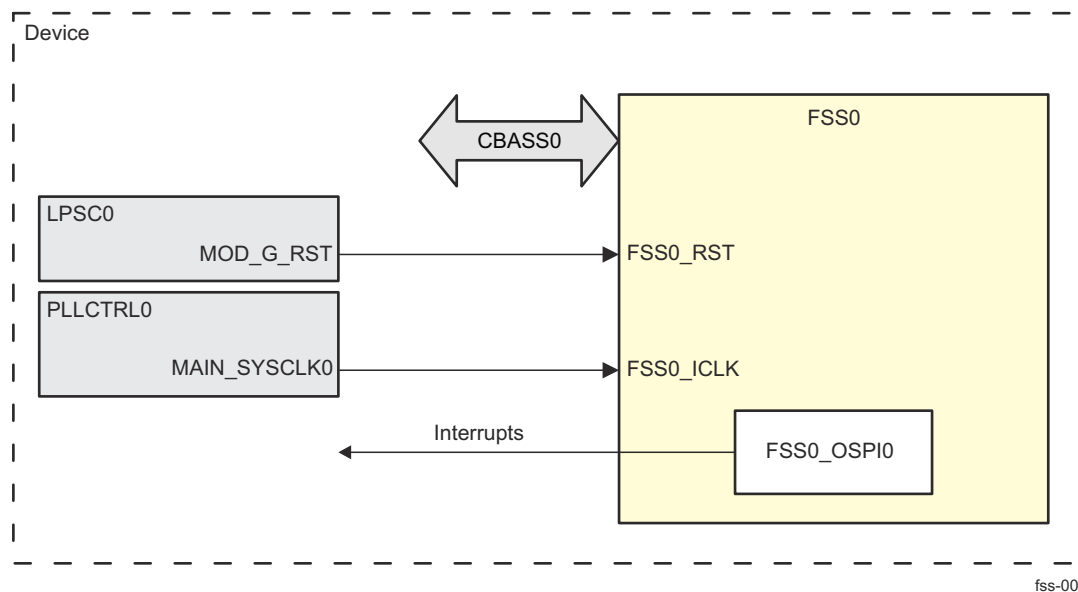 Device
FSS0
CBASS0
LPSC0
MOD_G_RST
FSS0_RST
PLLCTRL0
MAIN_SYSCLK0
FSS0_ICLK
Interrupts
FSS0_OSPI0
fss-00